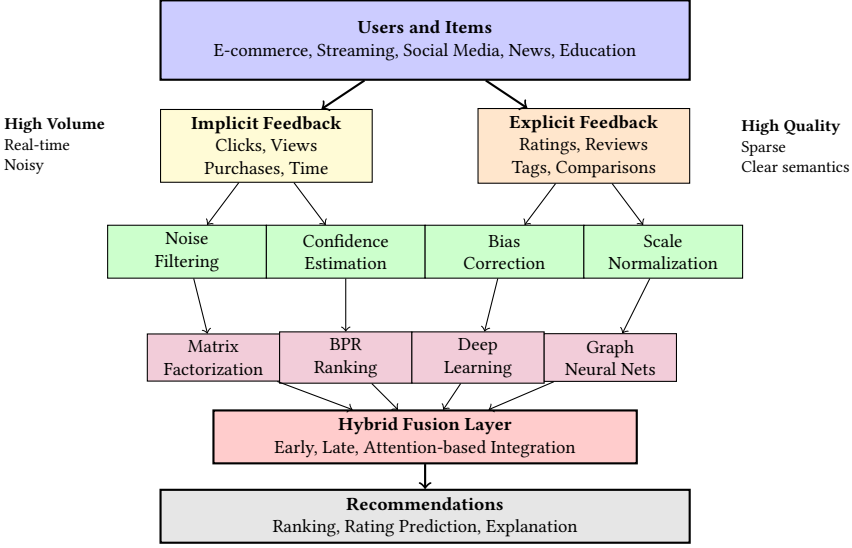 Users and Items
E-commerce, Streaming, Social Media, News, Education
High Volume
Real-time
Noisy
Implicit Feedback
Clicks, Views
Purchases, Time
Explicit Feedback
Ratings, Reviews
Tags, Comparisons
High Quality
Sparse
Clear semantics
Noise
Filtering
Confidence
Estimation
Bias
Correction
Scale
Normalization
Matrix
Factorization
BPR
Ranking
Deep
Learning
Graph
Neural Nets
Hybrid Fusion Layer
Early, Late, Attention-based Integration
Recommendations
Ranking, Rating Prediction, Explanation